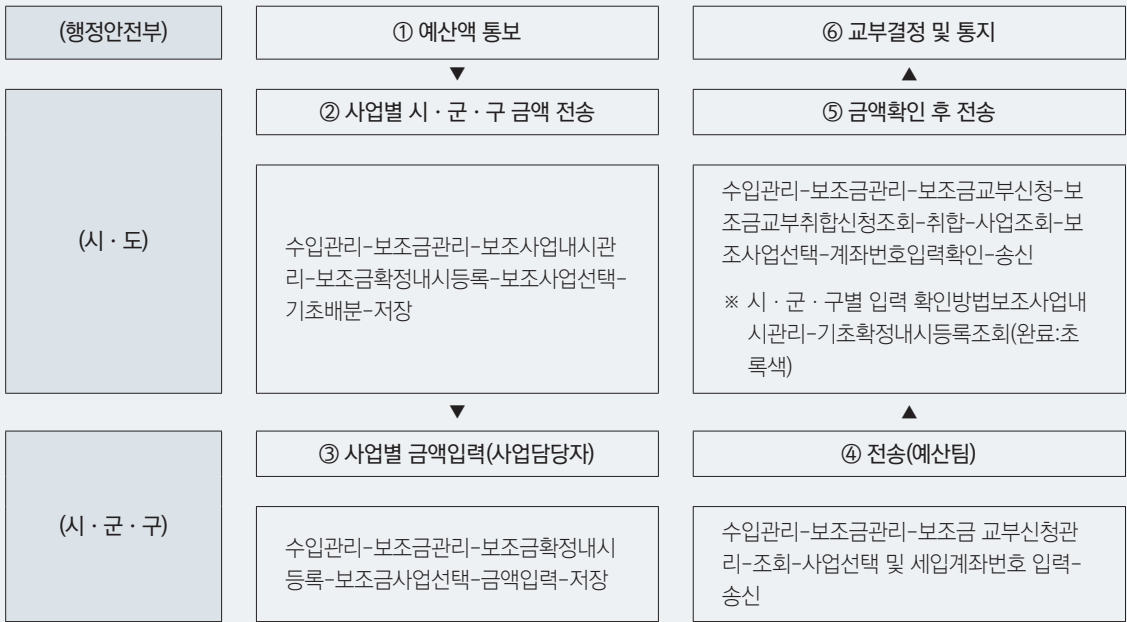 (행정안전부)
① 예산액 통보
⑥ 교부결정 및 통지
▼
▲
(시 · 도)
② 사업별 시 · 군 · 구 금액 전송
⑤ 금액확인 후 전송
수입관리-보조금관리-보조사업내시관
리-보조금확정내시등록-보조사업선택-
기초배분-저장
수입관리-보조금관리-보조금교부신청-보
조금교부취합신청조회-취합-사업조회-보
조사업선택-계좌번호입력확인-송신
※ 시 · 군 · 구별 입력 확인방법보조사업내
시관리-기초확정내시등록조회(완료:초
록색)
▼
▲
(시 · 군 · 구)
③ 사업별 금액입력(사업담당자)
④ 전송(예산팀)
수입관리-보조금관리-보조금확정내시
등록-보조금사업선택-금액입력-저장
수입관리-보조금관리-보조금 교부신청관
리-조회-사업선택 및 세입계좌번호 입력-
송신